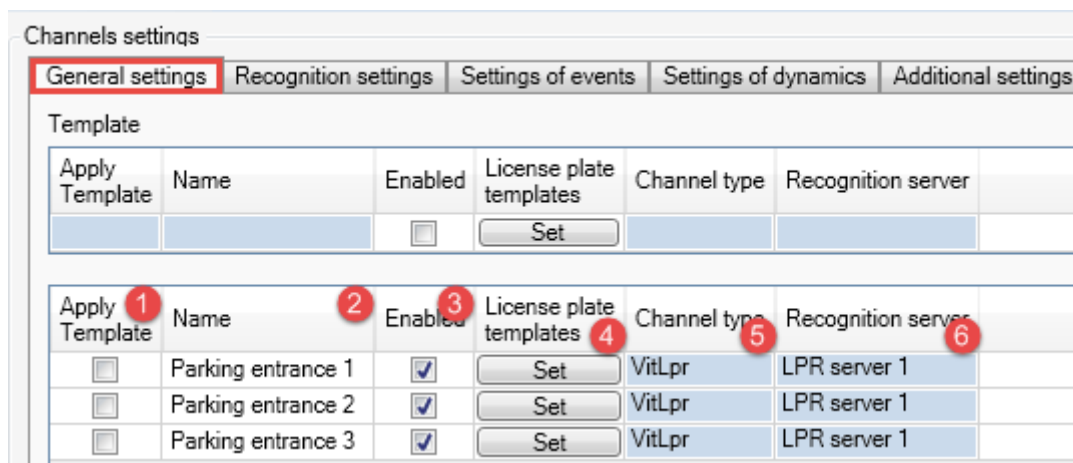 Channels settings
General settings Recognition settings Settings of events Settings of dynamics Additional settings
Template
Apply Template Name Enabled License plate templates Channel type Recognition server
Set
Apply Template 1 Name 2 Enabled 3 License plate templates 4 Channel type 5 Recognition server 6
Parking entrance 1 Set VitLpr LPR server 1
Parking entrance 2 Set VitLpr LPR server 1
Parking entrance 3 Set VitLpr LPR server 1